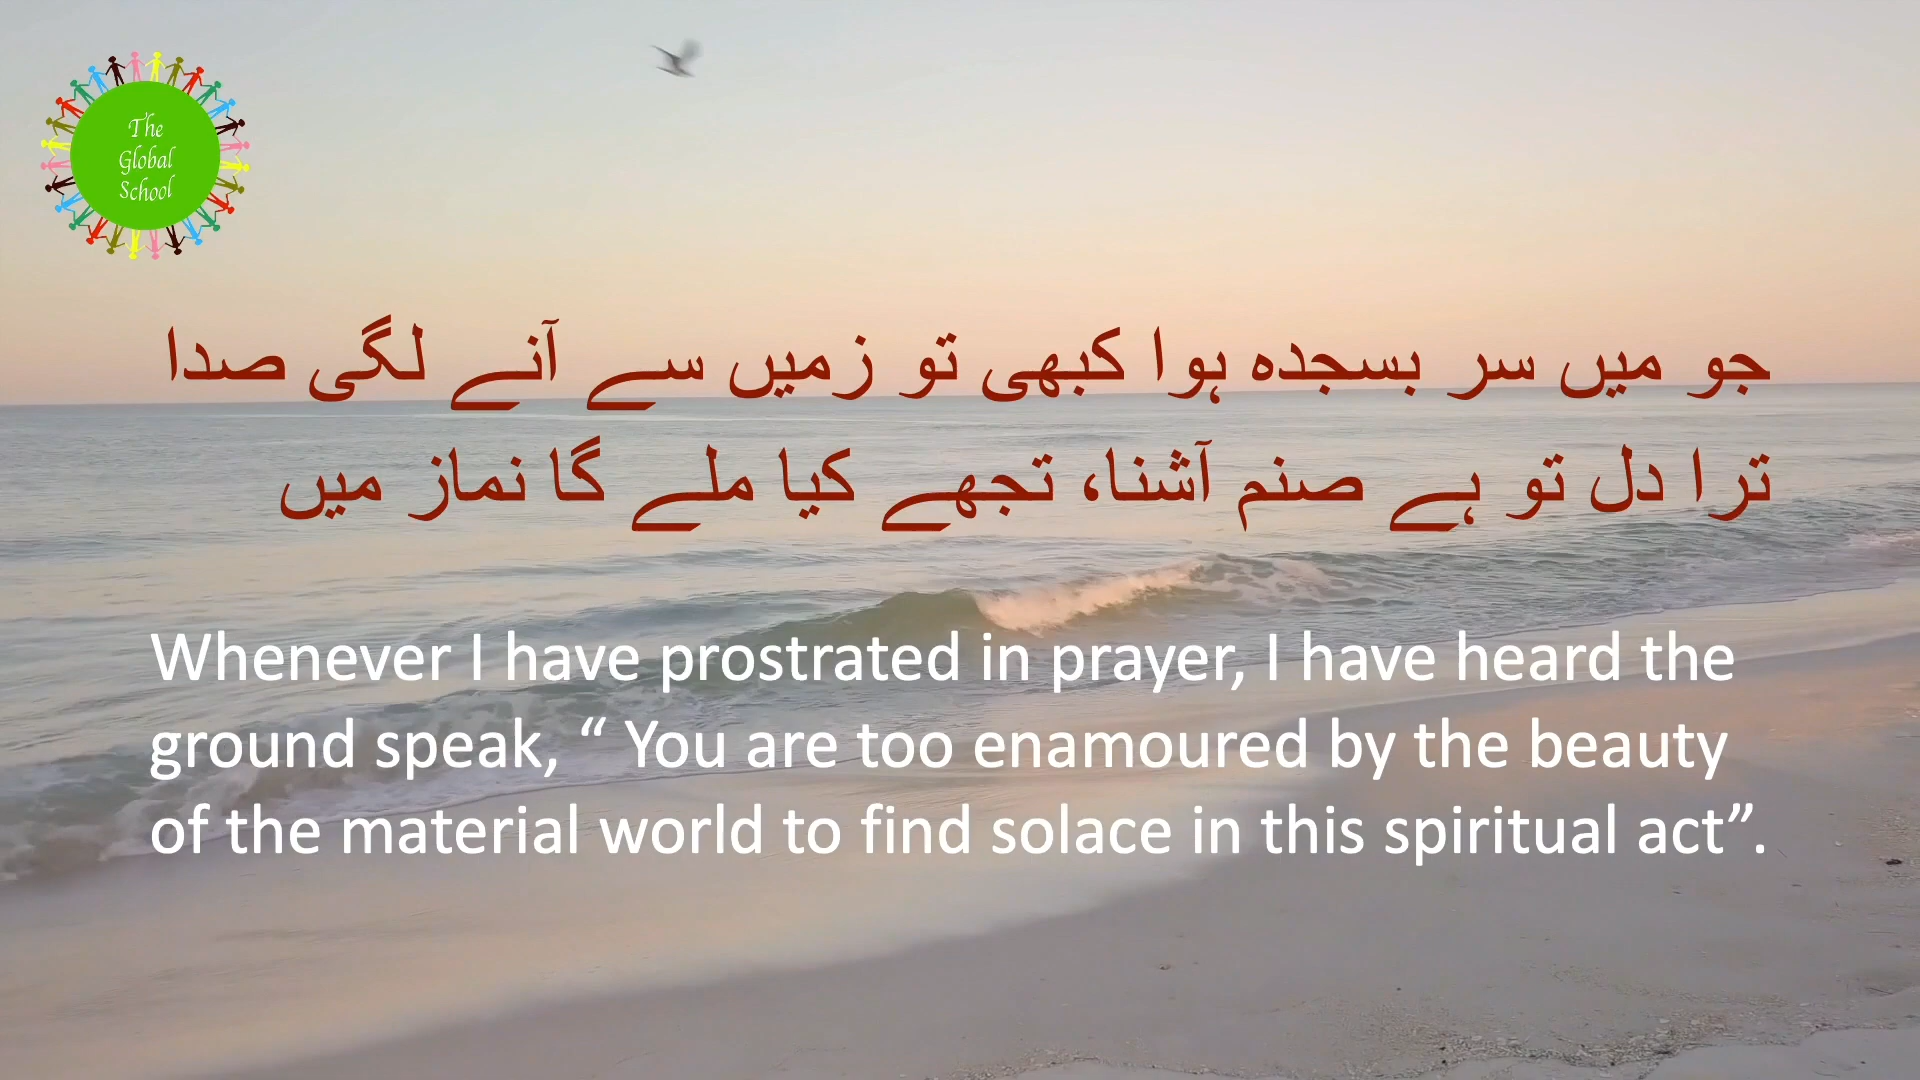 The
Global
School
جو میں سر بسجدہ ہوا کبھی تو زمیں سے آنے لگی صدا
ترا دل تو ہے صنم آشنا، تجھے کیا ملے گا نماز میں
Whenever I have prostrated in prayer, I have heard the
ground speak, “ You are too enamoured by the beauty
of the material world to find solace in this spiritual act”.